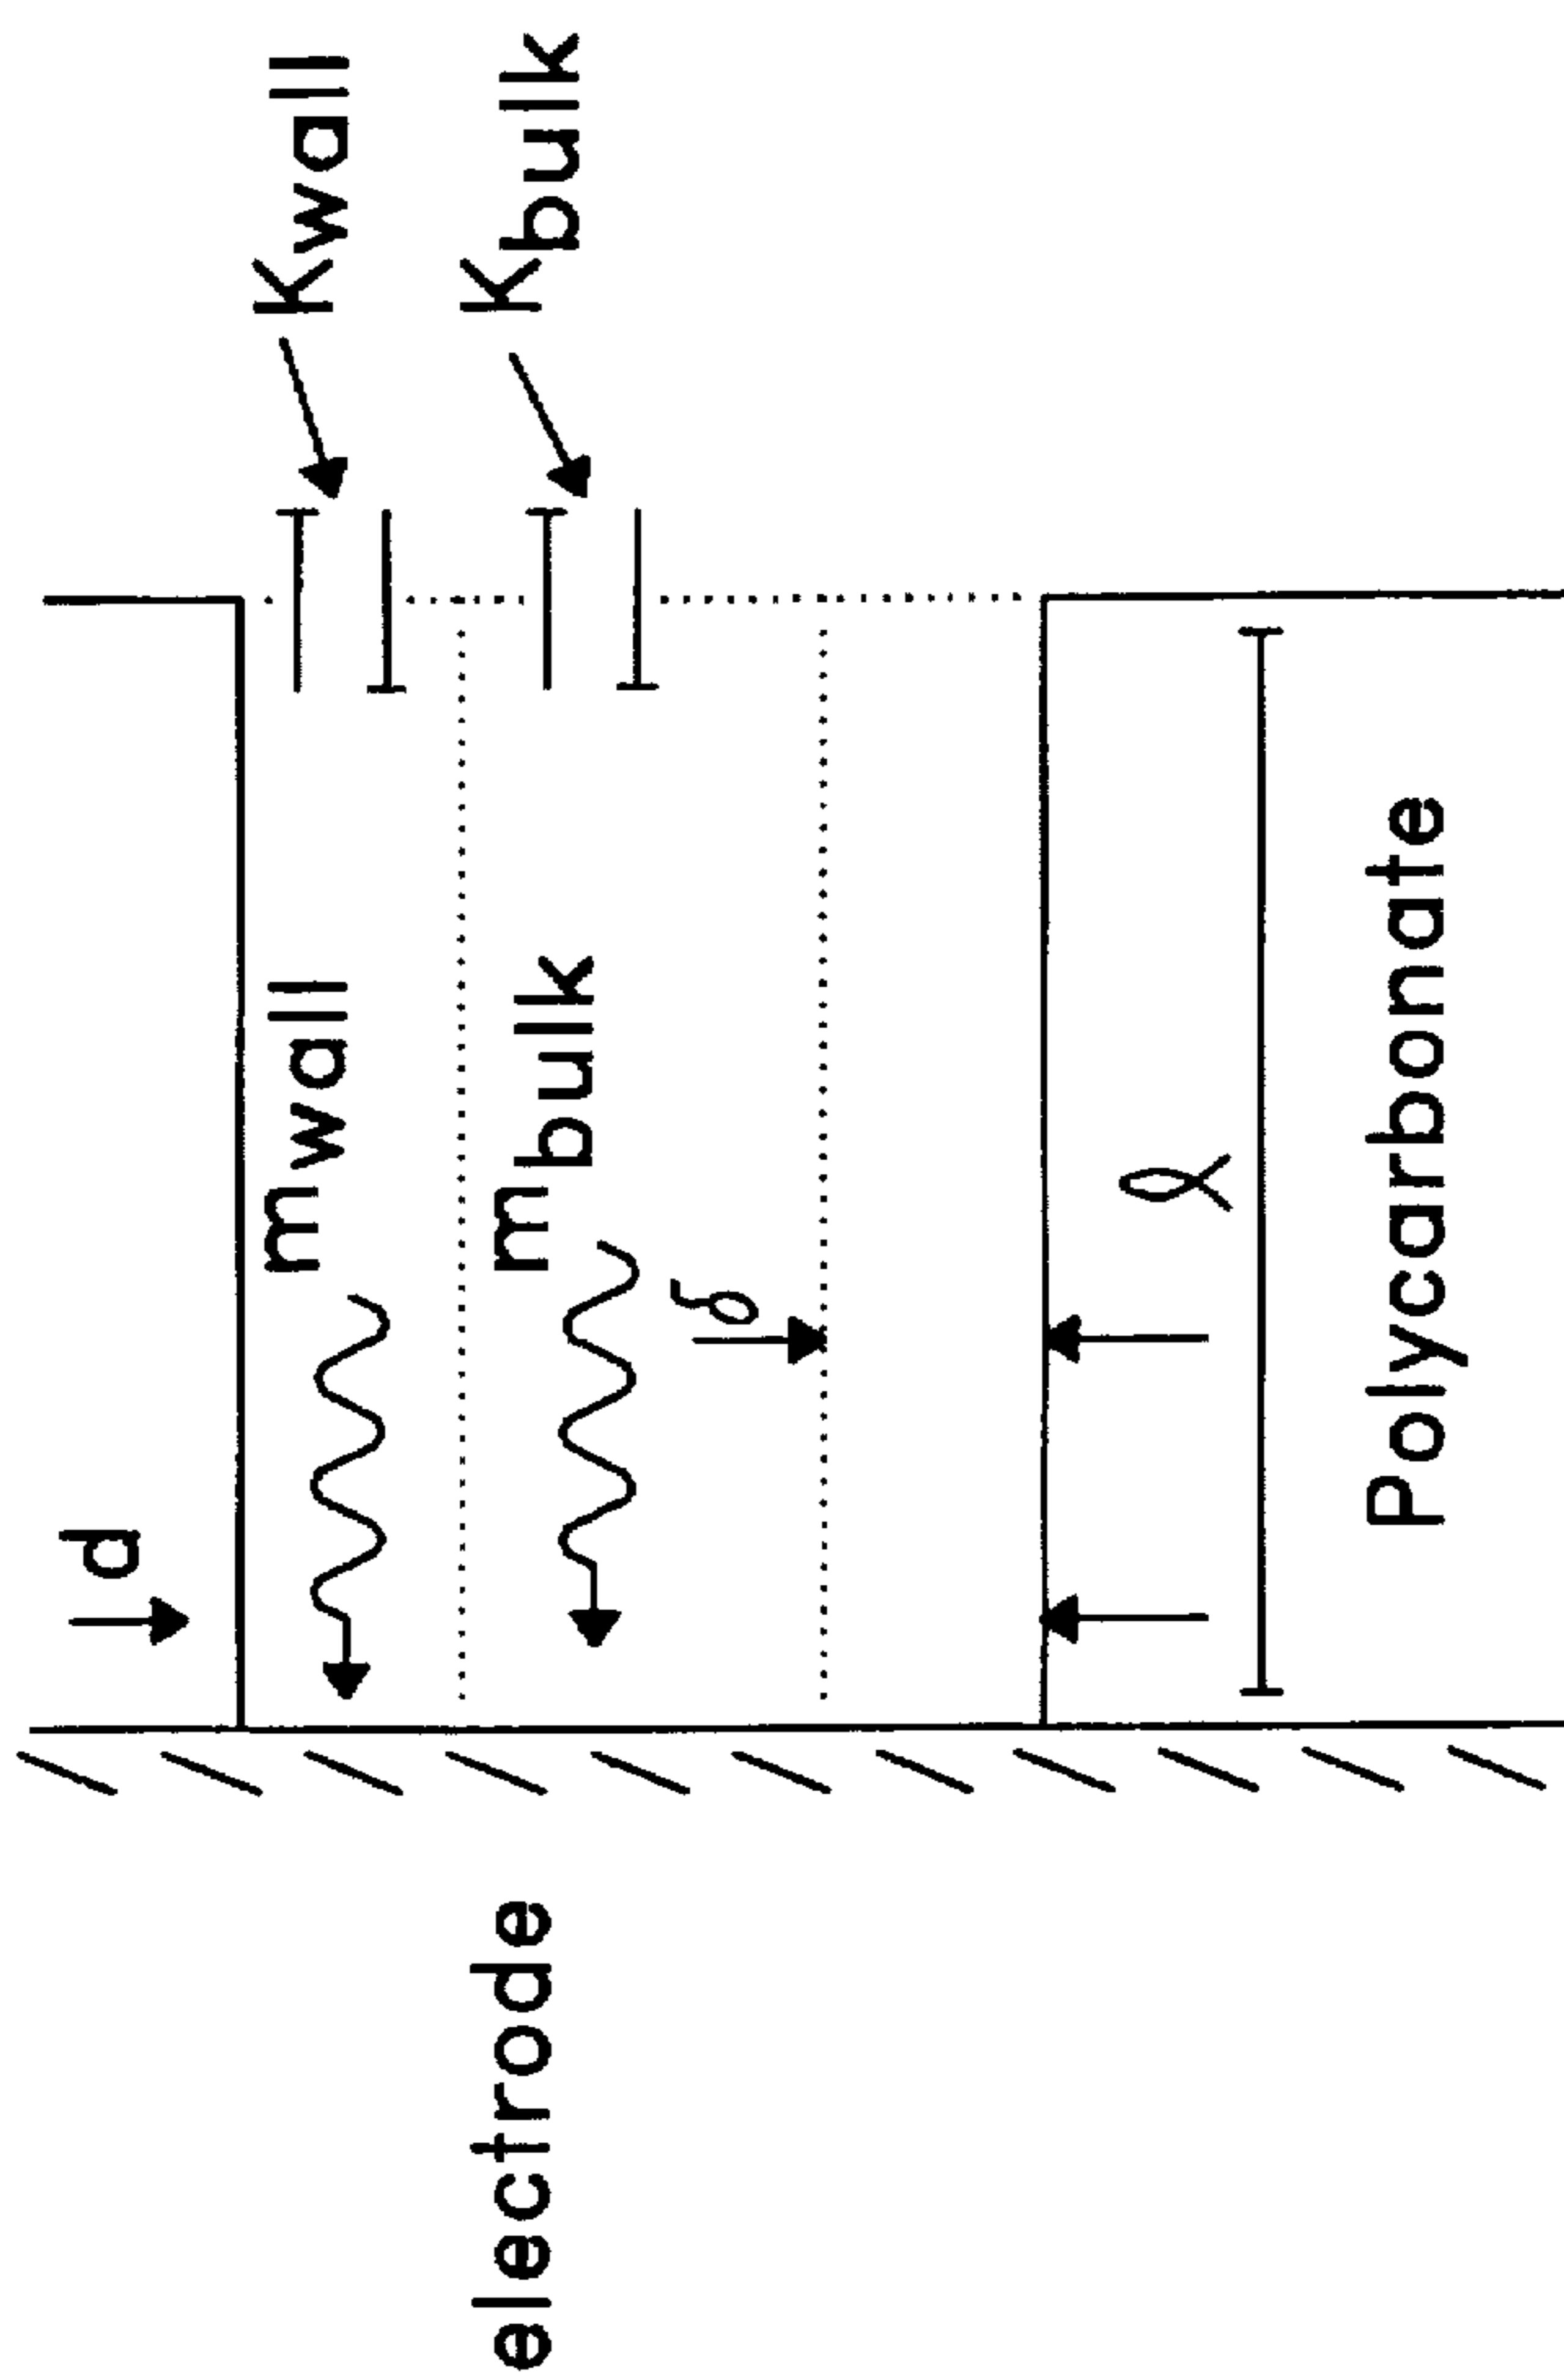 d
mwall Kwall
electrode mbulk Kbulk
δ
ℓ
Polycarbonate